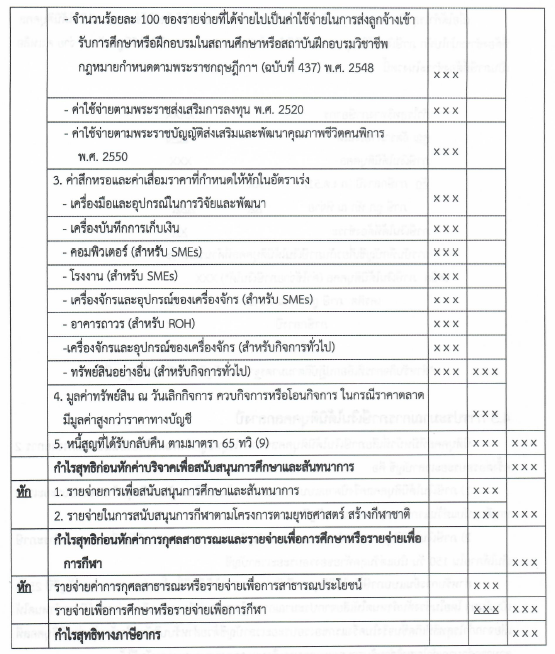 - จำนวนร้อยละ 100 ของรายจ่ายที่ได้จ่ายไปเป็นค่าใช้จ่ายในการส่งลูกจ้างเข้า
รับการศึกษาหรือฝึกอบรมในสถานศึกษาหรือสถาบันฝึกอบรมวิชาชีพ
กฎหมายกำหนดตามพระราชกฤษฎีกาฯ (ฉบับที่ 437) พ.ศ. 2548 x x x
- ค่าใช้จ่ายตามพระราชส่งเสริมการลงทุน พ.ศ. 2520 x x x
- ค่าใช้จ่ายตามพระราชบัญญัติส่งเสริมและพัฒนาคุณภาพชีวิตคนพิการ
พ.ศ. 2550 x x x
3. ค่าสึกหรอและค่าเสื่อมราคาที่กำหนดให้หักในอัตราเร่ง
- เครื่องมือและอุปกรณ์ในการวิจัยและพัฒนา x x x
- เครื่องบันทึกการเก็บเงิน x x x
- คอมพิวเตอร์ (สำหรับ SMEs) x x x
- โรงงาน (สำหรับ SMEs) x x x
- เครื่องจักรและอุปกรณ์ของเครื่องจักร (สำหรับ SMEs) x x x
- อาคารถาวร (สำหรับ ROH) x x x
-เครื่องจักรและอุปกรณ์ของเครื่องจักร (สำหรับกิจการทั่วไป) x x x
- ทรัพย์สินอย่างอื่น (สำหรับกิจการทั่วไป) x x x x x x
4. มูลค่าทรัพย์สิน ณ วันเลิกกิจการ ควบกิจการหรือโอนกิจการ ในกรณีราคาตลาด
มีมูลค่าสูงกว่าราคาทางบัญชี x x x
5. หนี้สูญที่ได้รับกลับคืน ตามมาตรา 65 ทวิ (9) x x x x x x
กำไรสุทธิก่อนหักค่าบริจาคเพื่อสนับสนุนการศึกษาและสันทนาการ x x x
หัก 1. รายจ่ายการเพื่อสนับสนุนการศึกษาและสันทนาการ x x x
2. รายจ่ายในการสนับสนุนการกีฬาตามโครงการตามยุทธศาสตร์ สร้างกีฬาชาติ x x x x x x
กำไรสุทธิก่อนหักค่าการกุศลสาธารณะและรายจ่ายเพื่อการศึกษาหรือรายจ่ายเพื่อ
การกีฬา x x x
หัก รายจ่ายค่าการกุศลสาธารณะหรือรายจ่ายเพื่อการสาธารณประโยชน์ x x x
รายจ่ายเพื่อการศึกษาหรือรายจ่ายเพื่อการกีฬา x x x x x x
กำไรสุทธิทางภาษีอากร x x x